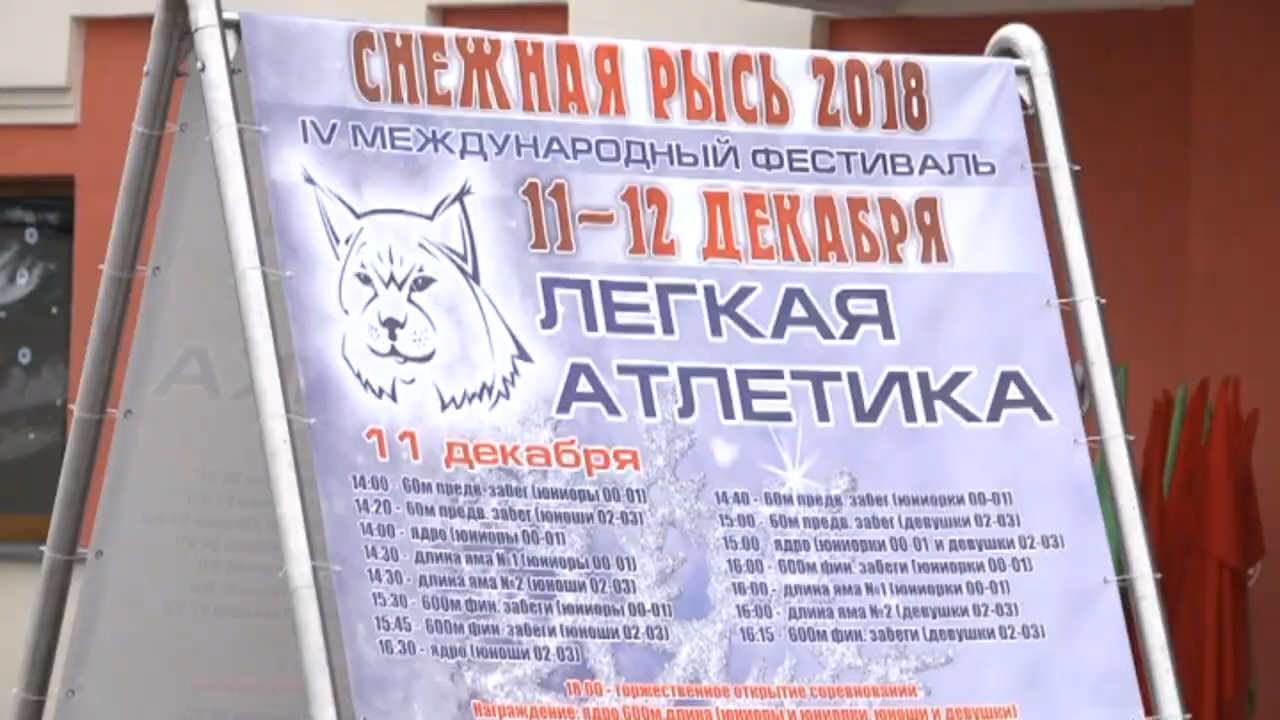 СНЕЖНАЯ РЫСЬ 2018
IV МЕЖДУНАРОДНЫЙ ФЕСТИВАЛЬ
11-12 ДЕКАБРЯ
ЛЕГКАЯ
АТЛЕТИКА
11 декабря
14:00 - 60м предв. забег (юниоры 00-01)
14:20 - 60м предв. забег (юноши 02-03)
14:00 - ядро (юниоры 00-01)
14:30 - длина яма №1 (юниоры 00-01)
14:30 - длина яма №2 (юноши 02-03)
15:30 - 600м фин. забеги (юниоры 00-01)
15:45 - 600м фин. забеги (юноши 02-03)
16:30 - ядро (юноши 02-03)
14:40 - 60м предв. забег (юниорки 00-01)
15:00 - 60м предв. забег (девушки 02-03)
15:00 - ядро (юниорки 00-01 и девушки 02-03)
16:00 - 600м фин. забеги (юниорки 00-01)
16:00 - длина яма №1 (юниорки 00-01)
16:00 - длина яма №2 (девушки 02-03)
16:15 - 600м фин. забеги (девушки 02-03)
18:00 - торжественное открытие соревнований
Награждение: ядро 600м длина (юниоры и юниорки, юноши и девушки)